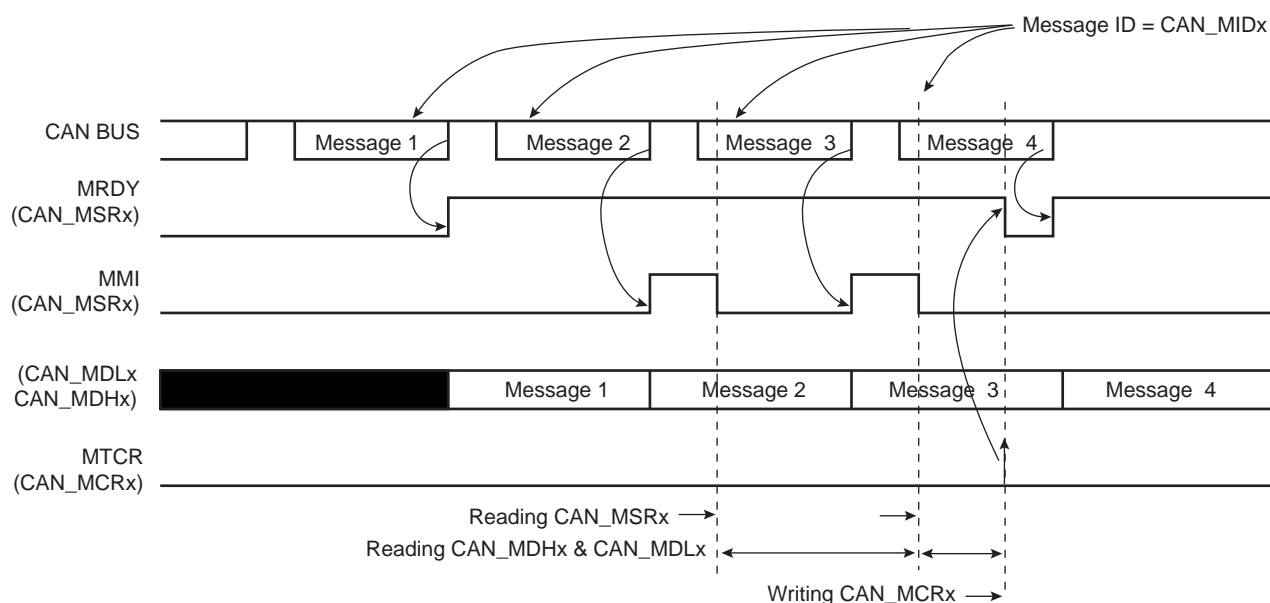 Message ID = CAN_MIDx
CAN BUS
Message 1
Message 2
Message 3
Message 4
MRDY
(CAN_MSRx)
MMI
(CAN_MSRx)
(CAN_MDLx
CAN_MDHx)
Message 1
Message 2
Message 3
Message 4
MTCR
(CAN_MCRx)
Reading CAN_MSRx
Reading CAN_MDHx & CAN_MDLx
Writing CAN_MCRx